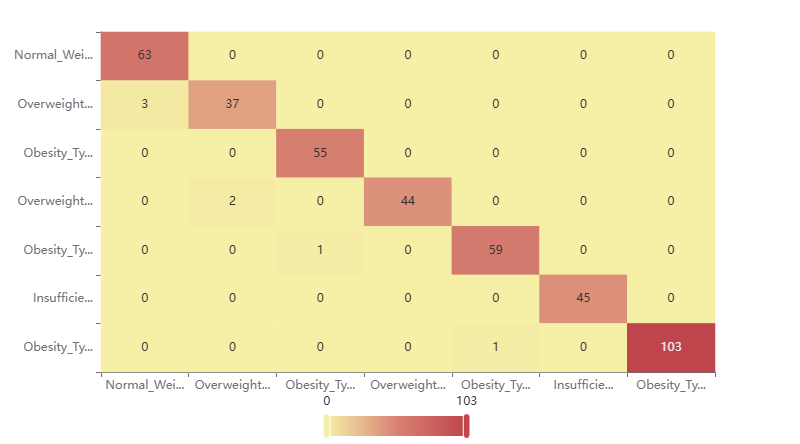 Normal_Wei... 63 0 0 0 0 0 0
Overweight... 3 37 0 0 0 0 0
Obesity_Ty... 0 0 55 0 0 0 0
Overweight... 0 2 0 44 0 0 0
Obesity_Ty... 0 0 1 0 59 0 0
Insufficie... 0 0 0 0 0 45 0
Obesity_Ty... 0 0 0 0 1 0 103
Normal_Wei... Overweight... Obesity_Ty... Overweight... Obesity_Ty... Insufficie... Obesity_Ty...
0 103